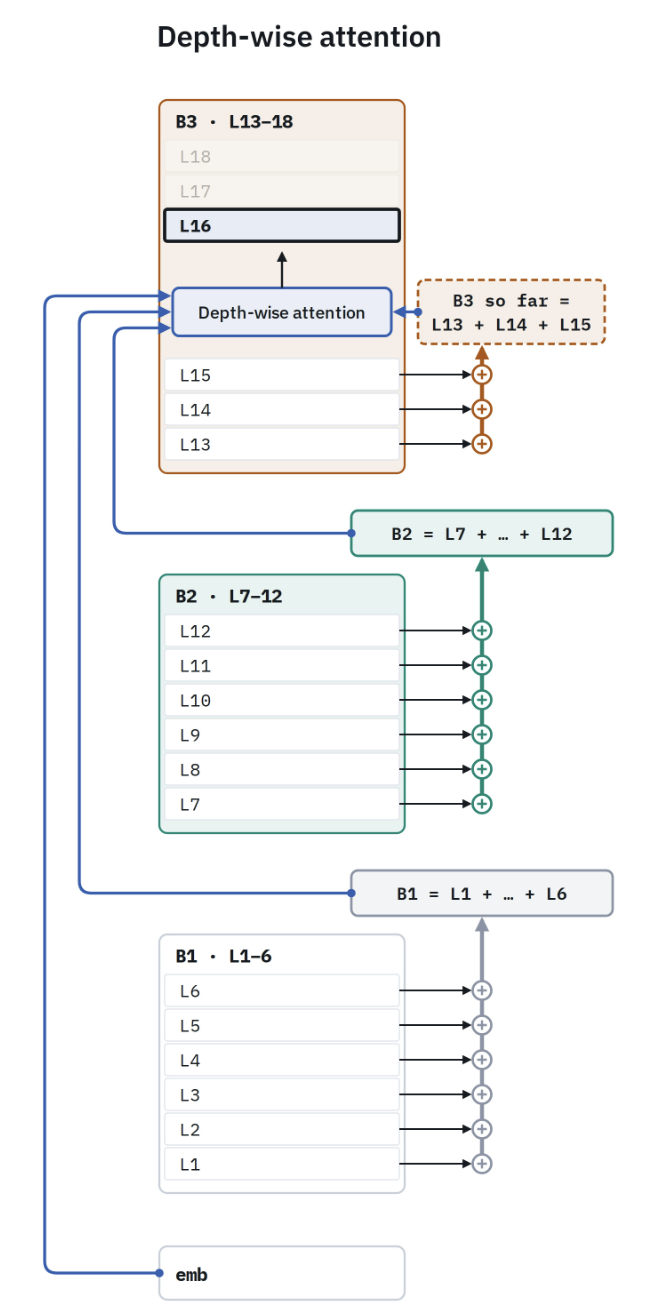 Depth-wise attention
B3 · L13–18
L18
L17
L16
Depth-wise attention
B3 so far =
L13 + L14 + L15
L15
L14
L13
B2 = L7 + … + L12
B2 · L7–12
L12
L11
L10
L9
L8
L7
B1 = L1 + … + L6
B1 · L1–6
L6
L5
L4
L3
L2
L1
emb